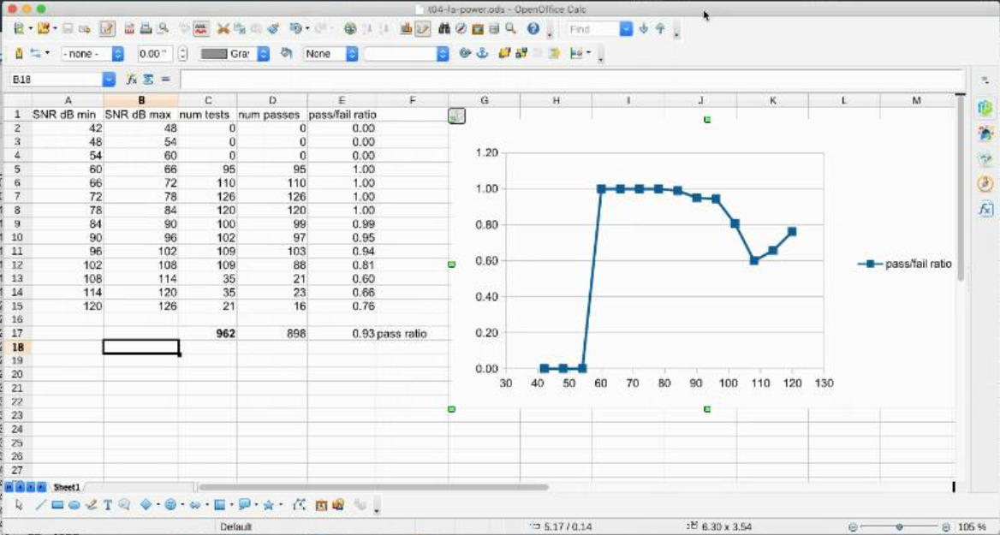 t04-fa-power.ods - OpenOffice Calc
Find
- none - 0.00 " Gray None
B18
A B C D E F G H I J K L M
1 SNR dB min SNR dB max num tests num passes pass/fail ratio
2 42 48 0 0 0.00
3 48 54 0 0 0.00
4 54 60 0 0 0.00
5 60 66 95 95 1.00
6 66 72 110 110 1.00
7 72 78 126 126 1.00
8 78 84 120 120 1.00
9 84 90 100 99 0.99
10 90 96 102 97 0.95
11 96 102 109 103 0.94
12 102 108 109 88 0.81
13 108 114 35 21 0.60
14 114 120 35 23 0.66
15 120 126 21 16 0.76
16
17 962 898 0.93 pass ratio
18
19
20
21
22
23
24
25
26
27
1.20
1.00
0.80
0.60
0.40
0.20
0.00
30 40 50 60 70 80 90 100 110 120 130
pass/fail ratio
Sheet1
Default 5.17 / 0.14 6.30 x 3.54 105 %